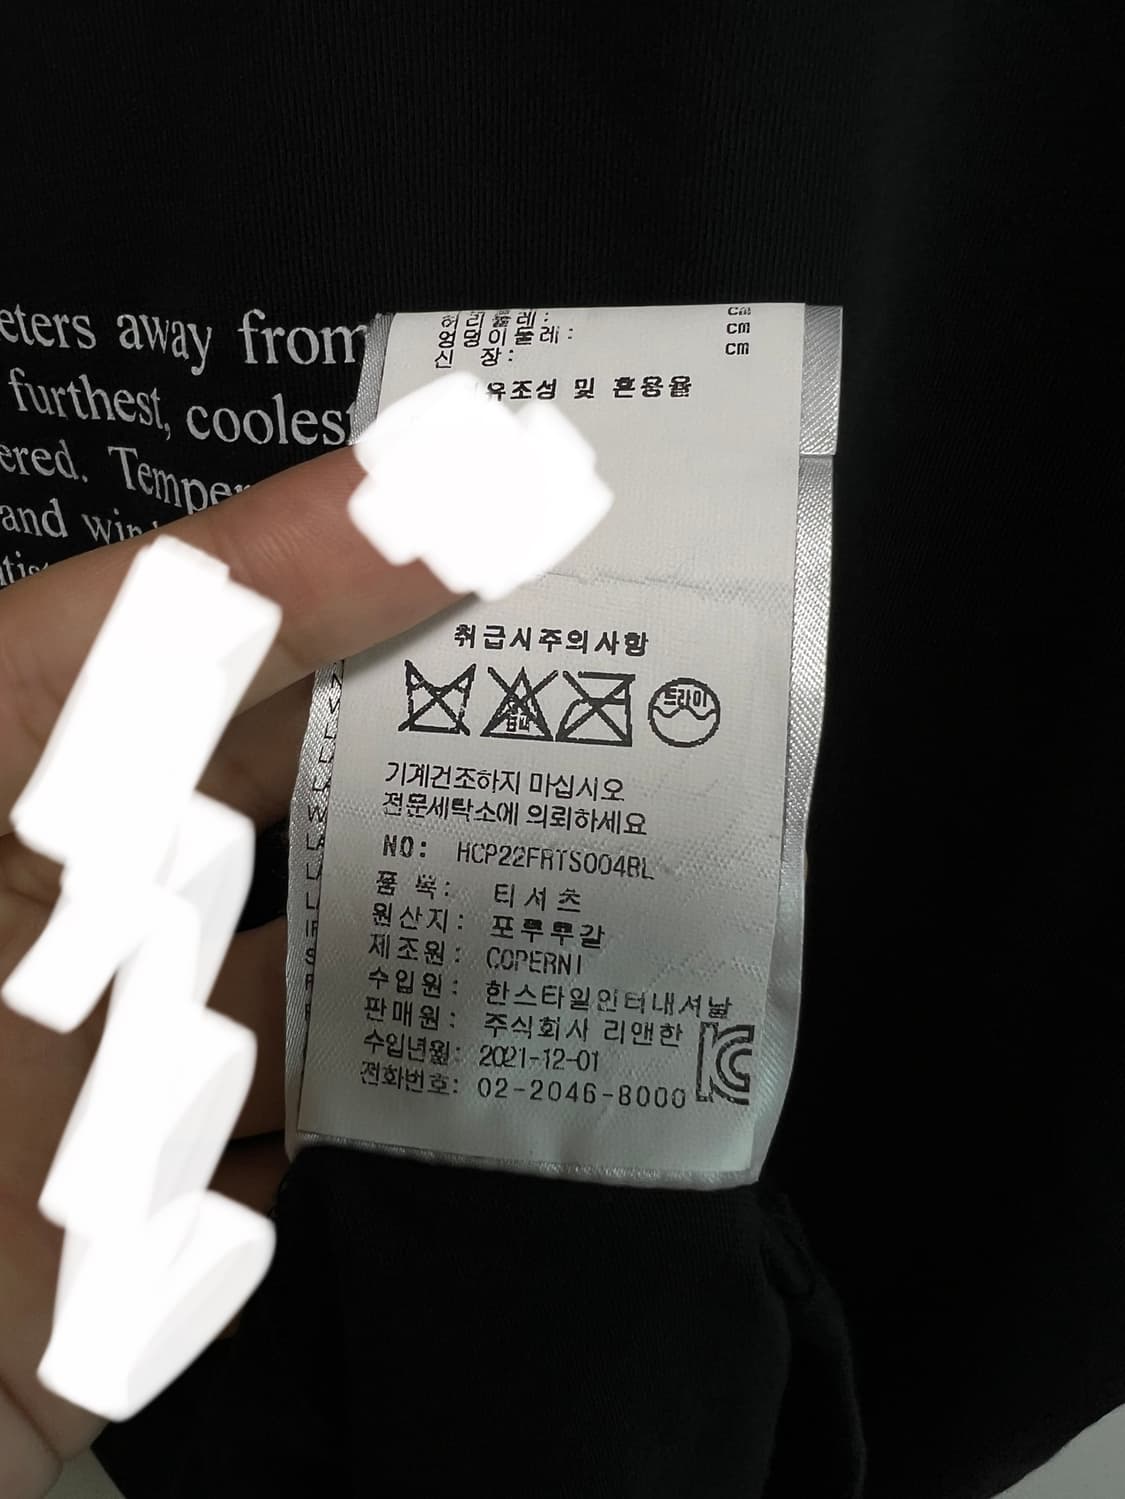 eters away from
furthest, cooles
ered. Temper
and win
허리둘레: cm
엉덩이둘레: cm
신 장: cm
유조성 및 혼용율
취급시주의사항
드라이
기계건조하지 마십시오
전문세탁소에 의뢰하세요
NO: HCP22FRTS004BL
품 목: 티셔츠
원산지: 포루투갈
제조원: COPERNI
수입원: 한스타일인터내셔날
판매원: 주식회사 리앤한
수입년월: 2021-12-01
전화번호: 02-2046-8000